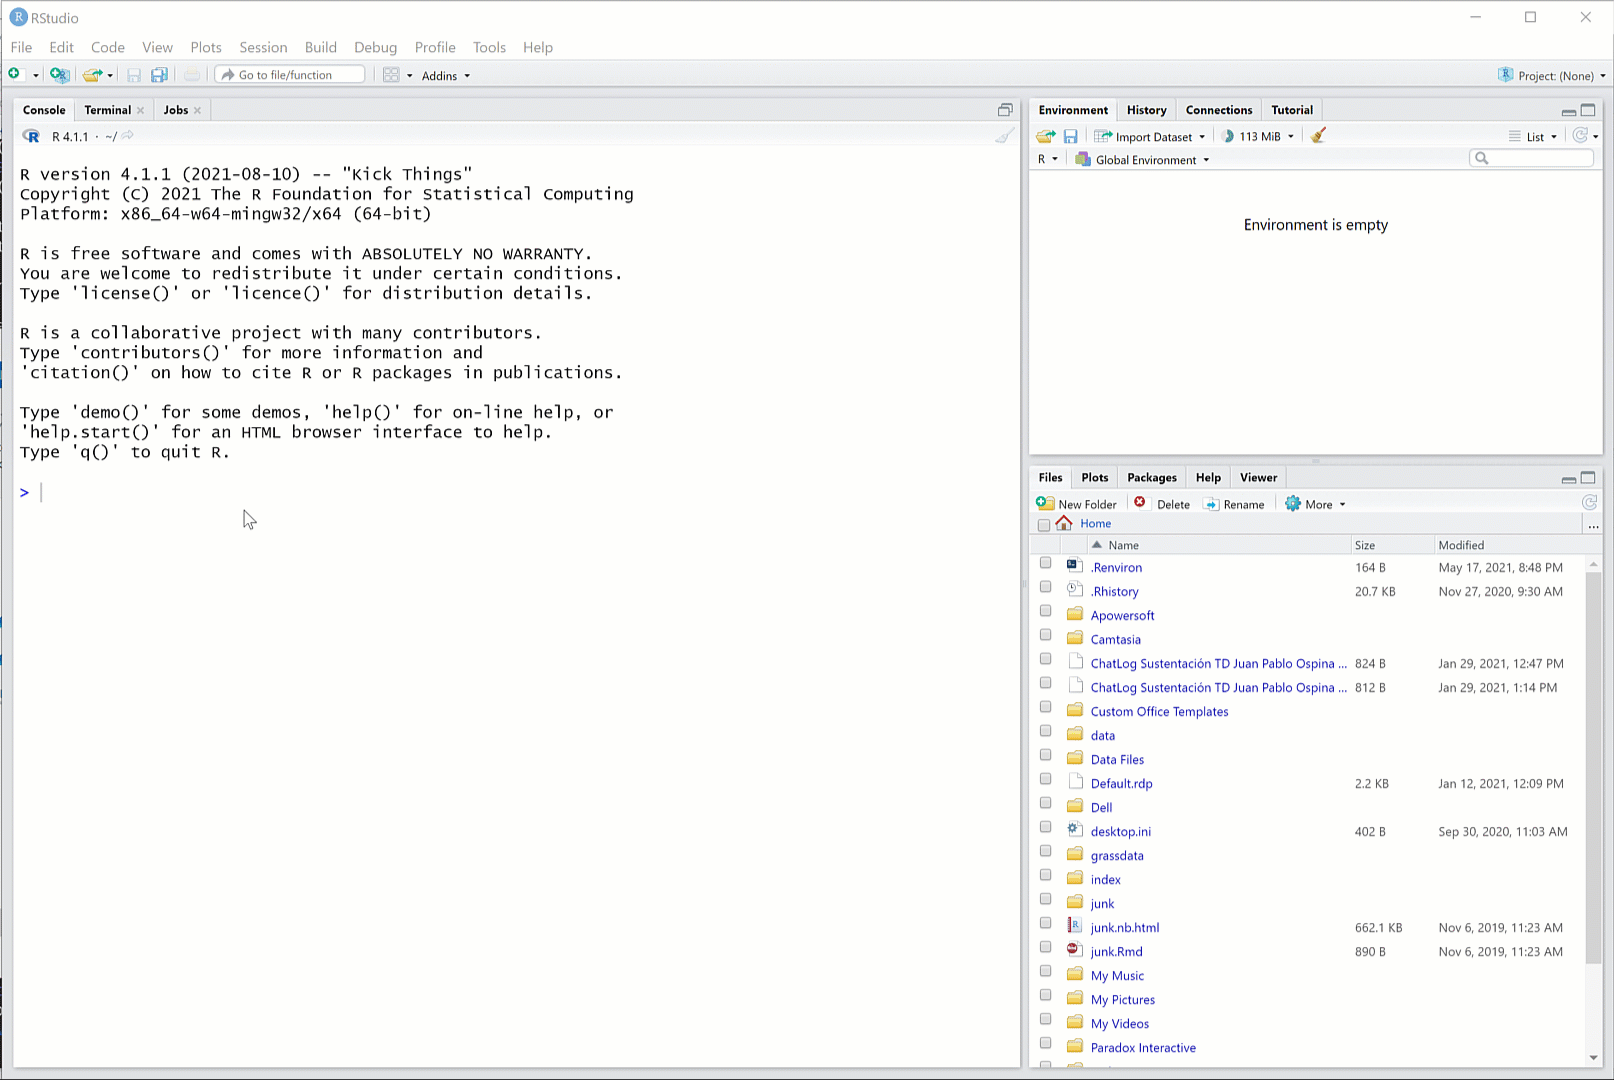 RStudio
File Edit Code View Plots Session Build Debug Profile Tools Help
Go to file/function Addins Project: (None)
Console Terminal Jobs
R 4.1.1 · ~/
R version 4.1.1 (2021-08-10) -- "Kick Things"
Copyright (C) 2021 The R Foundation for Statistical Computing
Platform: x86_64-w64-mingw32/x64 (64-bit)
R is free software and comes with ABSOLUTELY NO WARRANTY.
You are welcome to redistribute it under certain conditions.
Type 'license()' or 'licence()' for distribution details.
R is a collaborative project with many contributors.
Type 'contributors()' for more information and
'citation()' on how to cite R or R packages in publications.
Type 'demo()' for some demos, 'help()' for on-line help, or
'help.start()' for an HTML browser interface to help.
Type 'q()' to quit R.
>
Environment History Connections Tutorial
Import Dataset 113 MiB List
R Global Environment
Environment is empty
Files Plots Packages Help Viewer
New Folder Delete Rename More
Home ...
Name Size Modified
.Renviron 164 B May 17, 2021, 8:48 PM
.Rhistory 20.7 KB Nov 27, 2020, 9:30 AM
Apowersoft
Camtasia
ChatLog Sustentación TD Juan Pablo Ospina ... 824 B Jan 29, 2021, 12:47 PM
ChatLog Sustentación TD Juan Pablo Ospina ... 812 B Jan 29, 2021, 1:14 PM
Custom Office Templates
data
Data Files
Default.rdp 2.2 KB Jan 12, 2021, 12:09 PM
Dell
desktop.ini 402 B Sep 30, 2020, 11:03 AM
grassdata
index
junk
junk.nb.html 662.1 KB Nov 6, 2019, 11:23 AM
junk.Rmd 890 B Nov 6, 2019, 11:23 AM
My Music
My Pictures
My Videos
Paradox Interactive